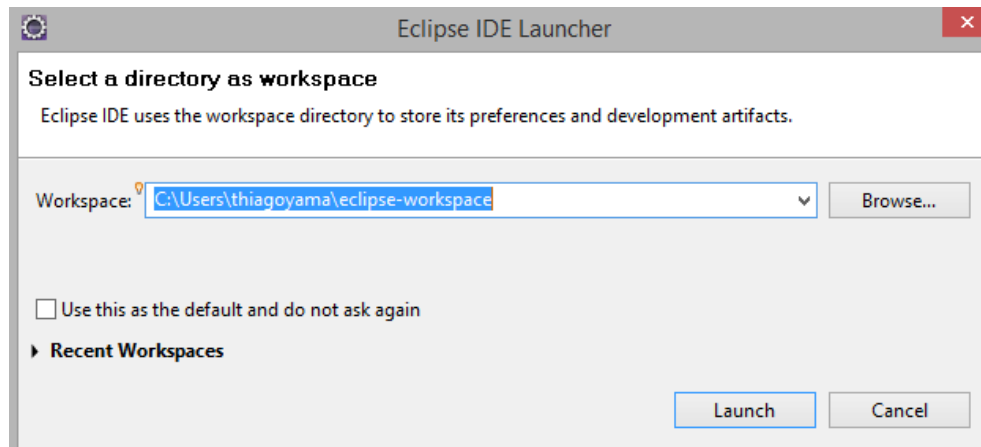 Eclipse IDE Launcher
Select a directory as workspace
Eclipse IDE uses the workspace directory to store its preferences and development artifacts.
Workspace: C:\Users\thiagoyama\eclipse-workspace Browse...
Use this as the default and do not ask again
Recent Workspaces
Launch Cancel